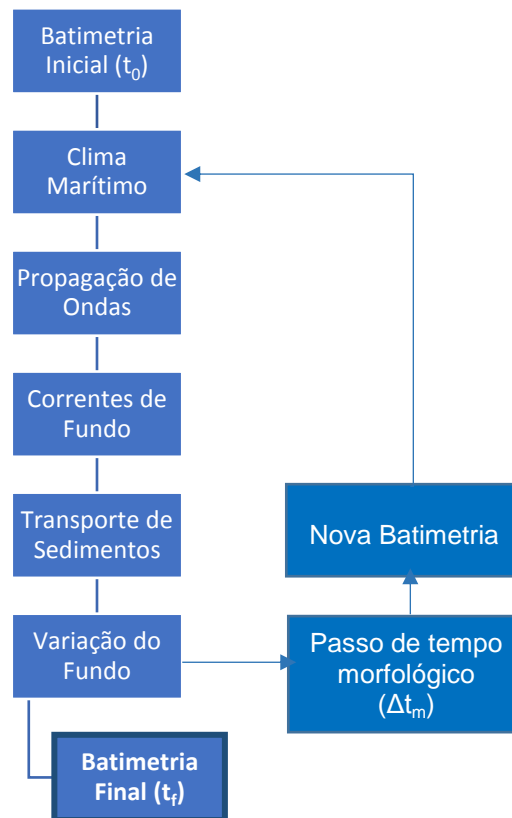 Batimetria
Inicial (t₀)
Clima
Marítimo
Propagação de
Ondas
Correntes de
Fundo
Transporte de
Sedimentos
Nova Batimetria
Variação do
Fundo
Passo de tempo
morfológico
(Δtₘ)
Batimetria
Final (t_f)